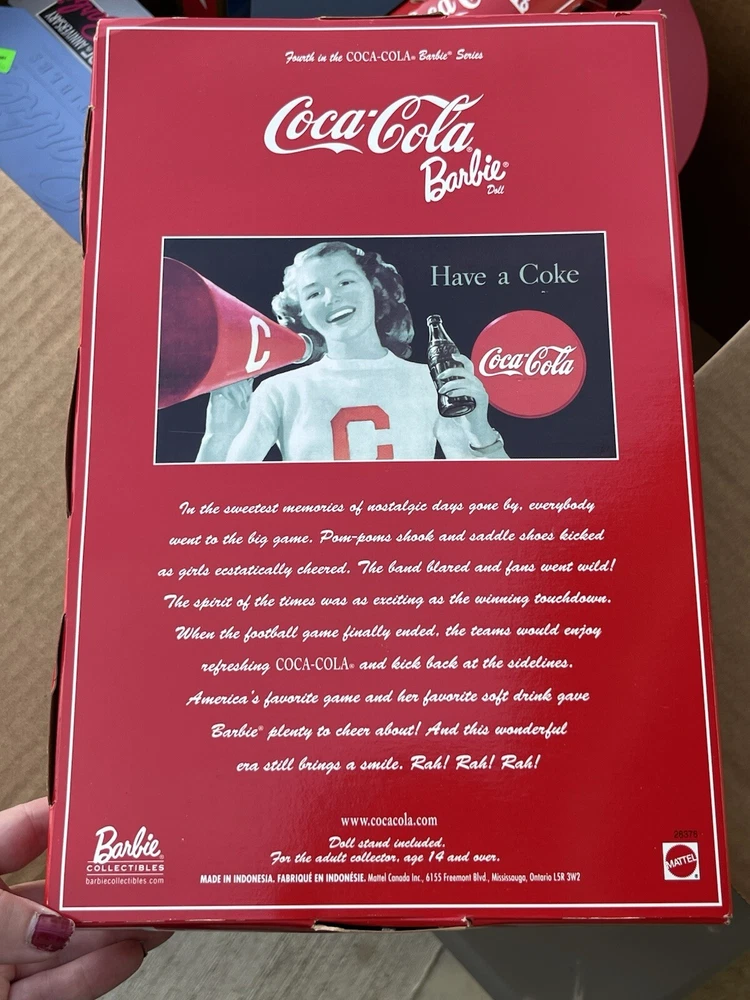 ANNIVERSARY
Fourth in the COCA-COLA® Barbie® Series
Coca-Cola®
Barbie®
Doll
Have a Coke
C
Coca-Cola
C
In the sweetest memories of nostalgic days gone by, everybody
went to the big game. Pom-poms shook and saddle shoes kicked
as girls ecstatically cheered. The band blared and fans went wild!
The spirit of the times was as exciting as the winning touchdown.
When the football game finally ended, the teams would enjoy
refreshing COCA-COLA® and kick back at the sidelines.
America's favorite game and her favorite soft drink gave
Barbie® plenty to cheer about! And this wonderful
era still brings a smile. Rah! Rah! Rah!
www.cocacola.com
Doll stand included.
For the adult collector, age 14 and over.
MADE IN INDONESIA. FABRIQUÉ EN INDONÉSIE. Mattel Canada Inc., 6155 Freemont Blvd., Mississauga, Ontario L5R 3W2
Barbie®
COLLECTIBLES
barbiecollectibles.com
28376
MATTEL